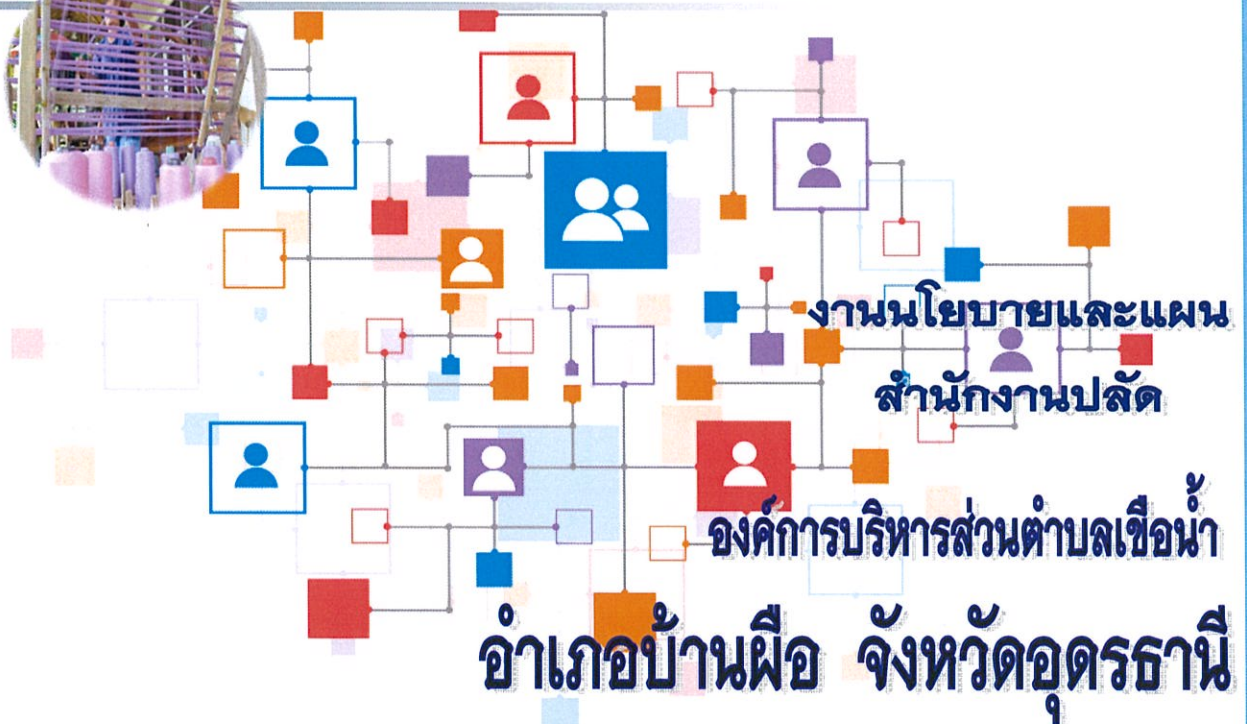 งานนโยบายและแผน
สำนักงานปลัด
องค์การบริหารส่วนตำบลเขือน้ำ
อำเภอบ้านผือ จังหวัดอุดรธานี